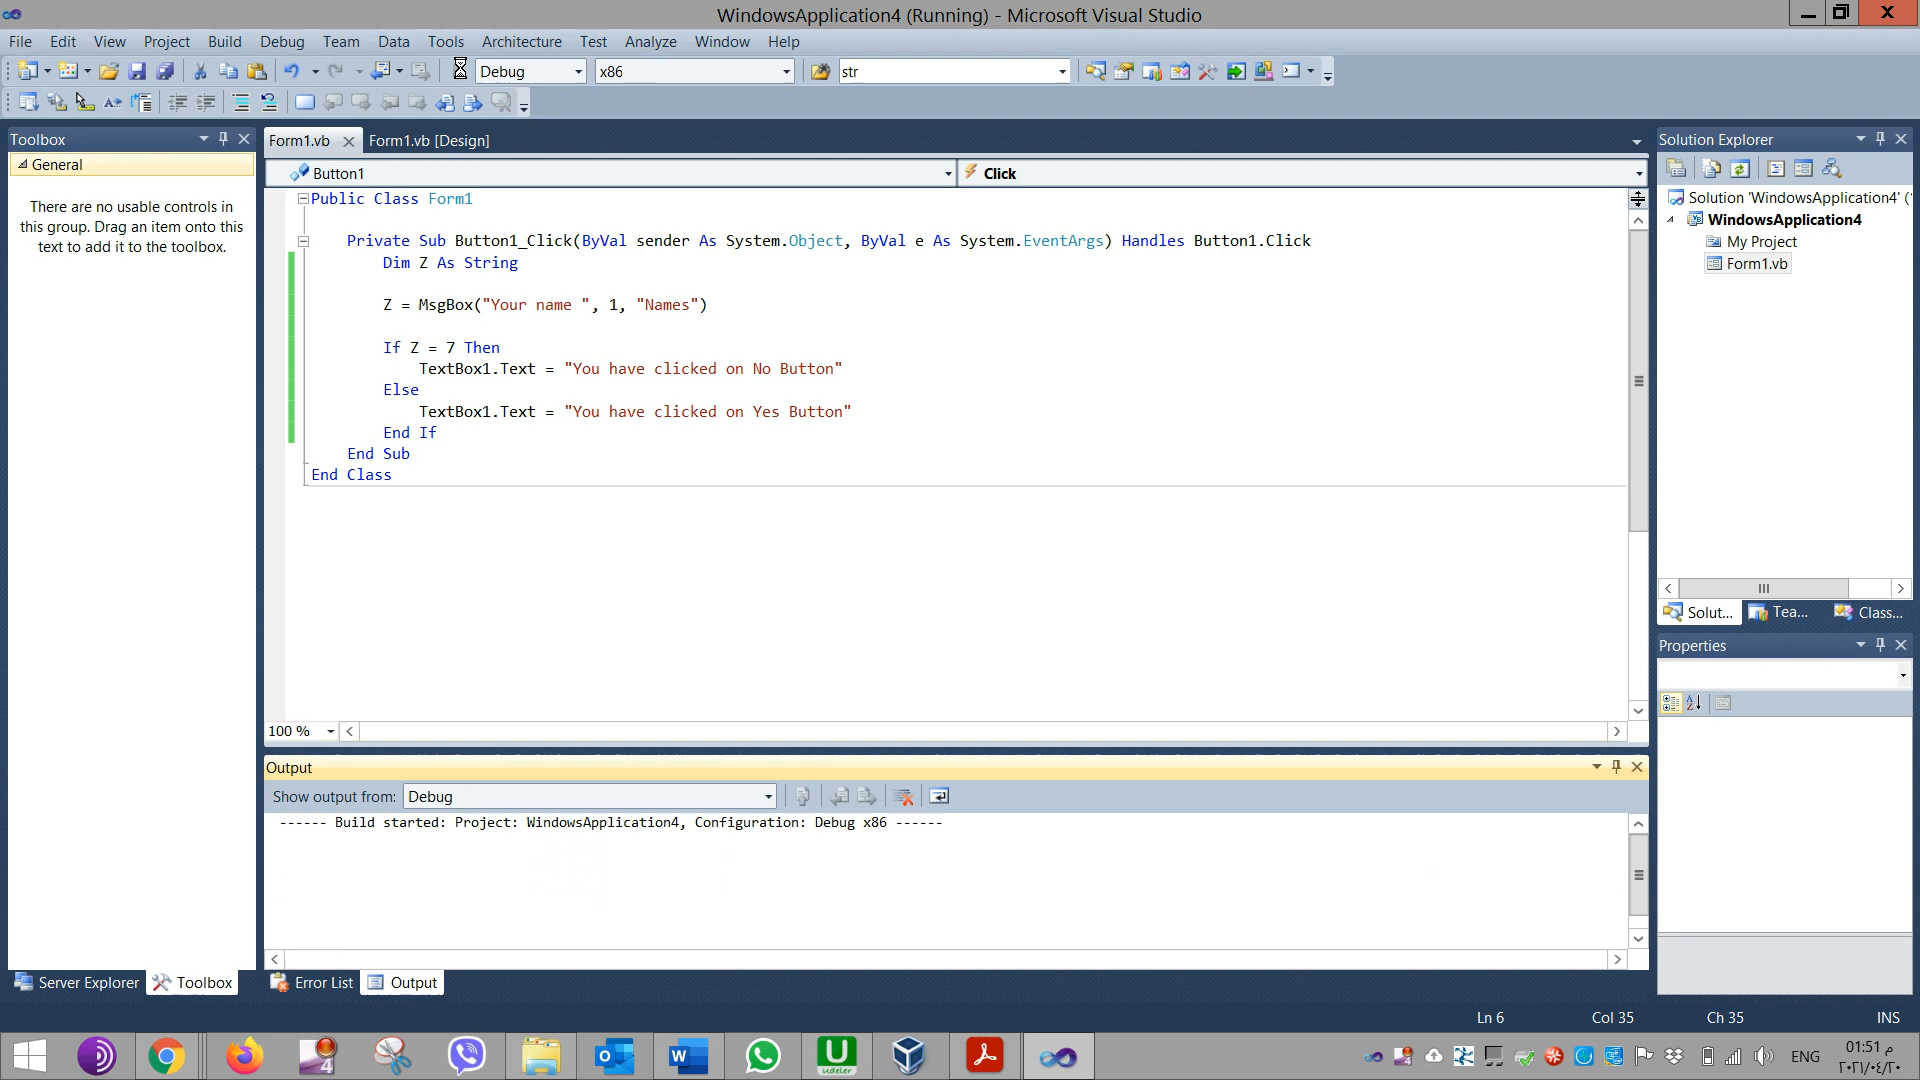 WindowsApplication4 (Running) - Microsoft Visual Studio
File Edit View Project Build Debug Team Data Tools Architecture Test Analyze Window Help
Debug x86 str
Toolbox
General
There are no usable controls in
this group. Drag an item onto this
text to add it to the toolbox.
Form1.vb Form1.vb [Design]
Button1 Click
Public Class Form1
Private Sub Button1_Click(ByVal sender As System.Object, ByVal e As System.EventArgs) Handles Button1.Click
Dim Z As String
Z = MsgBox("Your name ", 1, "Names")
If Z = 7 Then
TextBox1.Text = "You have clicked on No Button"
Else
TextBox1.Text = "You have clicked on Yes Button"
End If
End Sub
End Class
100 %
Output
Show output from: Debug
------ Build started: Project: WindowsApplication4, Configuration: Debug x86 ------
Solution Explorer
Solution 'WindowsApplication4' (
WindowsApplication4
My Project
Form1.vb
Solut... Tea... Class...
Properties
Server Explorer Toolbox Error List Output
Ln 6 Col 35 Ch 35 INS
ENG
01:51 م
٢٠٢١/٠٤/٢٠